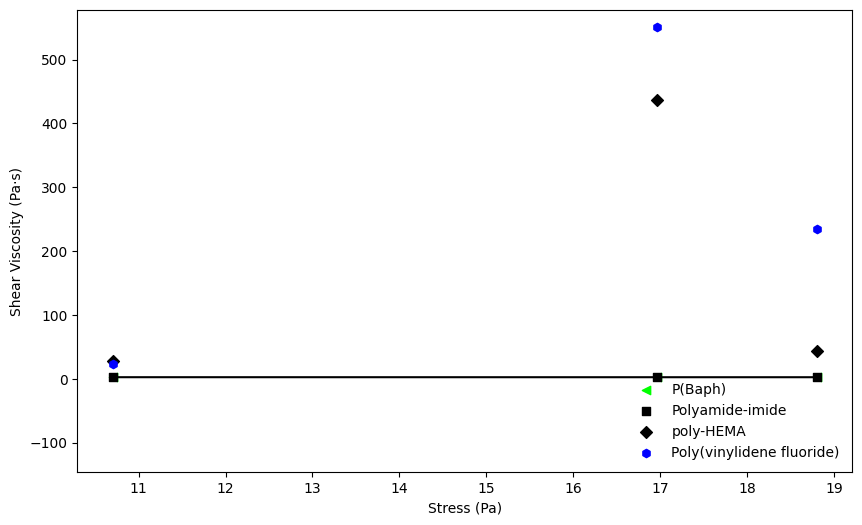 500
400
300
200
100
0
−100
Shear Viscosity (Pa·s)
11 12 13 14 15 16 17 18 19
Stress (Pa)
P(Baph)
Polyamide-imide
poly-HEMA
Poly(vinylidene fluoride)